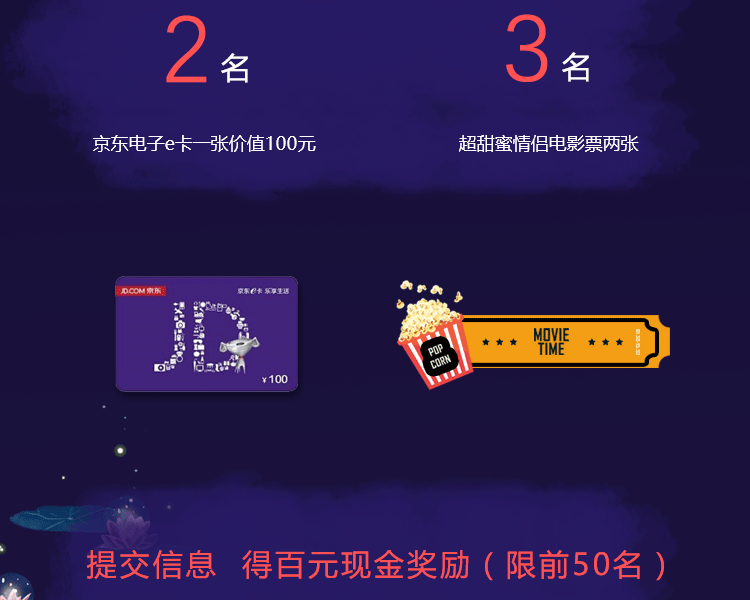 2名
3名
京东电子e卡一张价值100元
超甜蜜情侣电影票两张
JD.COM 京东
京东e卡 乐享生活
¥100
POP
CORN
MOVIE
TIME
提交信息 得百元现金奖励（限前50名）